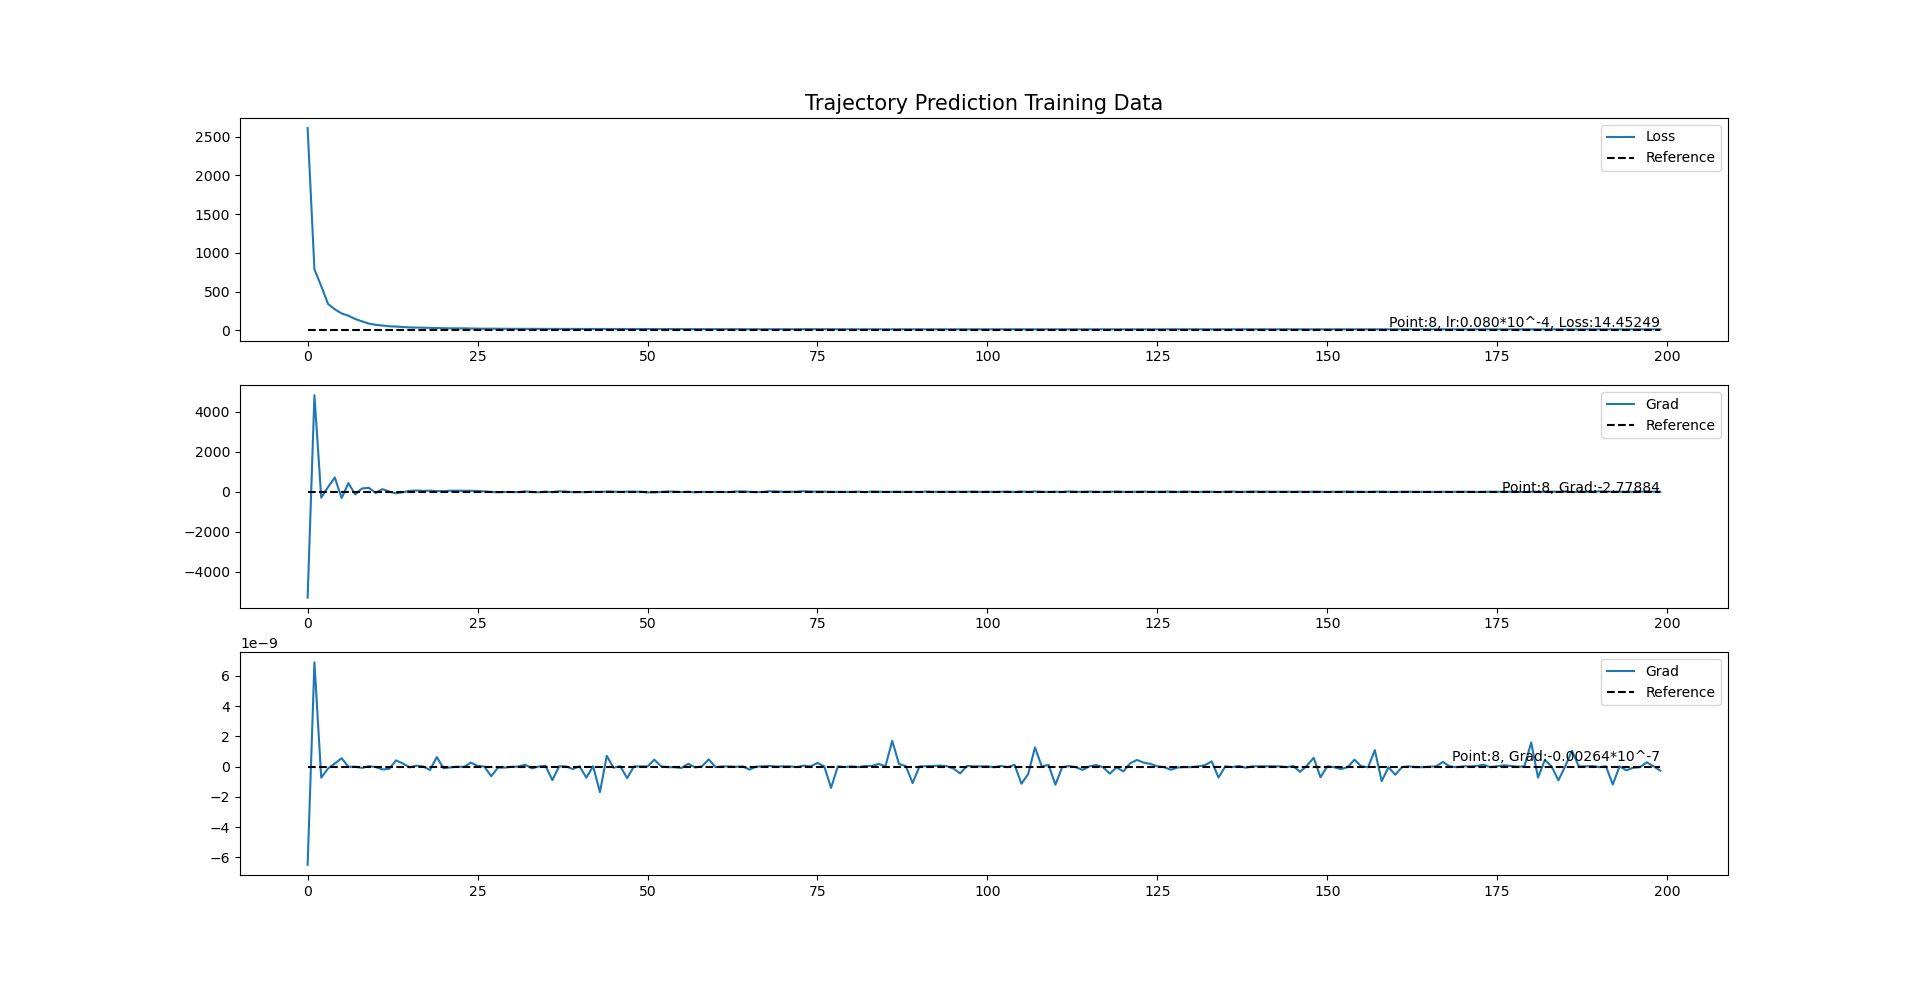 Trajectory Prediction Training Data
2500
2000
1500
1000
500
0
Loss
Reference
Point:8, lr:0.080*10^-4, Loss:14.45249
0 25 50 75 100 125 150 175 200
4000
2000
0
−2000
−4000
Grad
Reference
Point:8, Grad:-2.77884
0 25 50 75 100 125 150 175 200
1e−9
6
4
2
0
−2
−4
−6
Grad
Reference
Point:8, Grad:-0.00264*10^-7
0 25 50 75 100 125 150 175 200